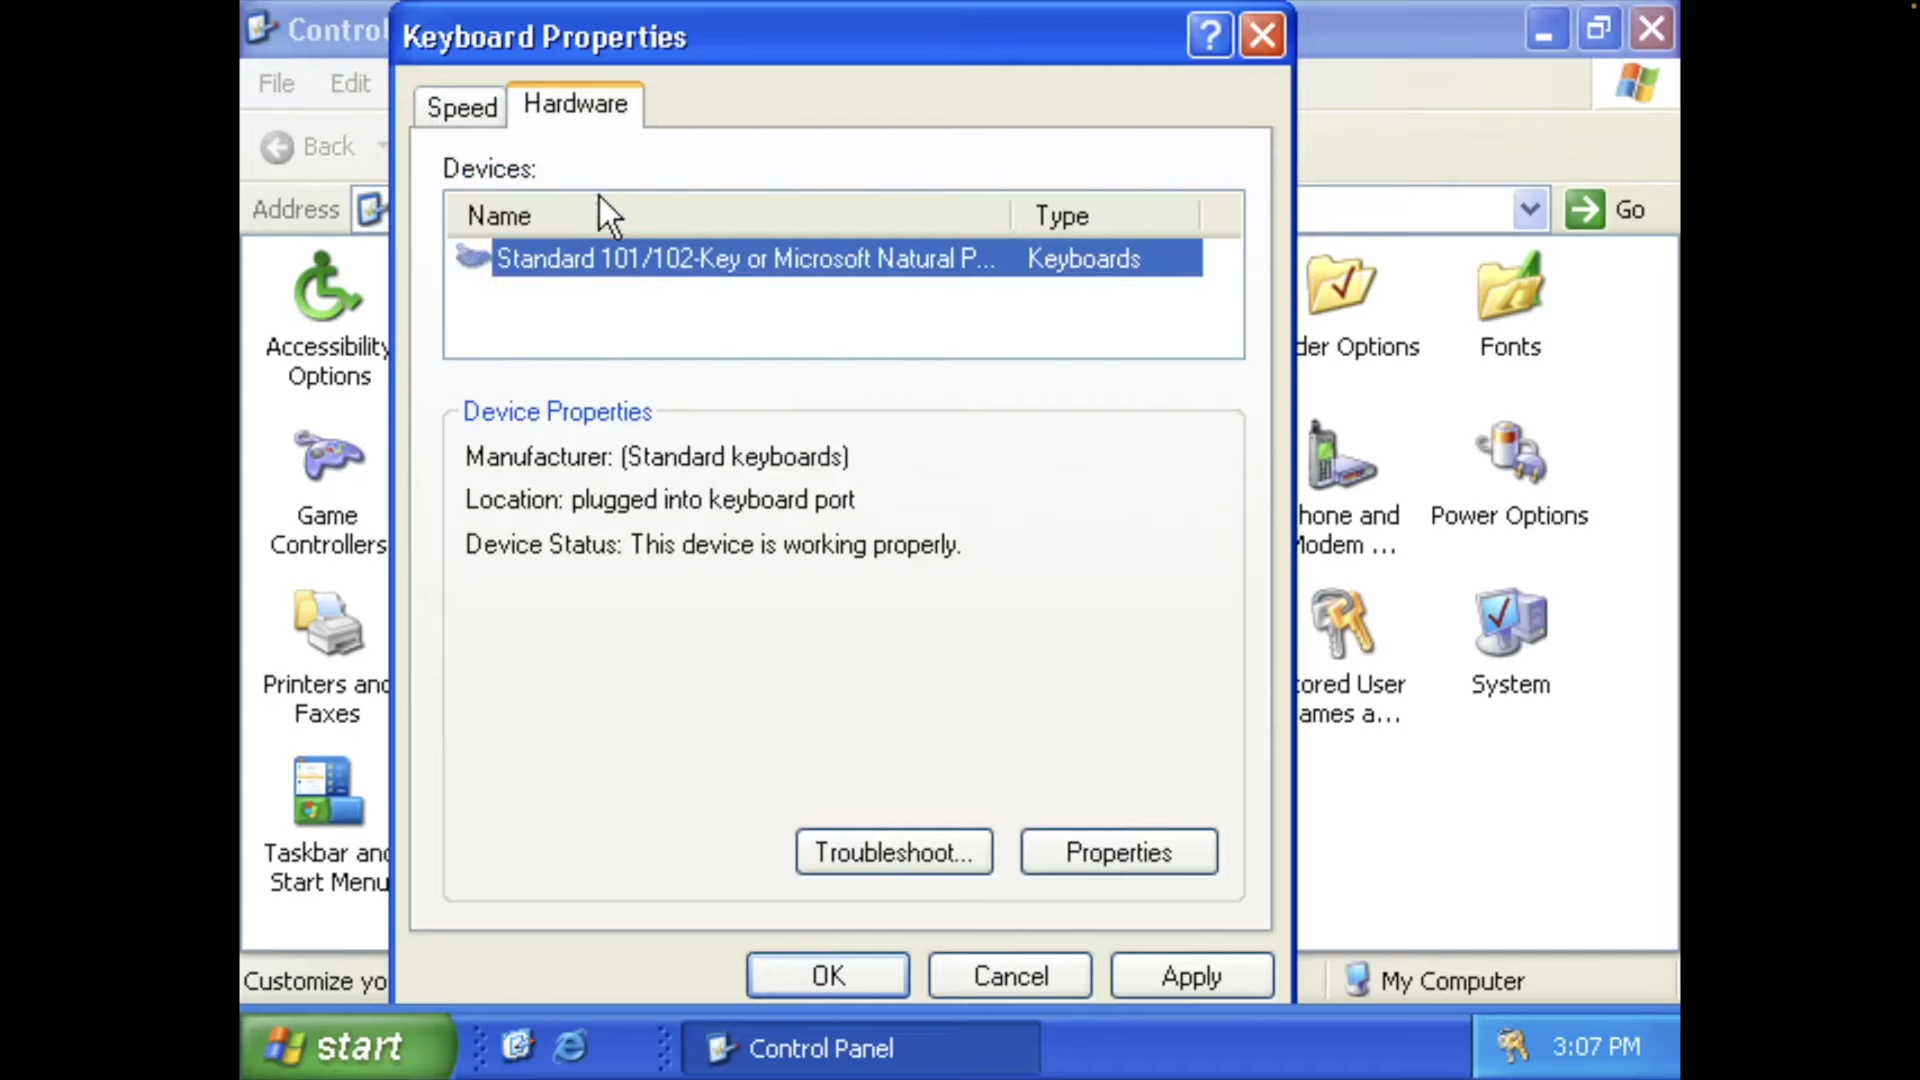 Control
Keyboard Properties
File Edit
Speed Hardware
Back
Devices:
Address
Go
Name Type
Standard 101/102-Key or Microsoft Natural P... Keyboards
Accessibility
Options
der Options
Fonts
Device Properties
Manufacturer: (Standard keyboards)
Location: plugged into keyboard port
Device Status: This device is working properly.
Game
Controllers
hone and
Modem ...
Power Options
Printers and
Faxes
tored User
ames a...
System
Taskbar and
Start Menu
Troubleshoot... Properties
OK Cancel Apply
Customize yo
My Computer
start
Control Panel
3:07 PM